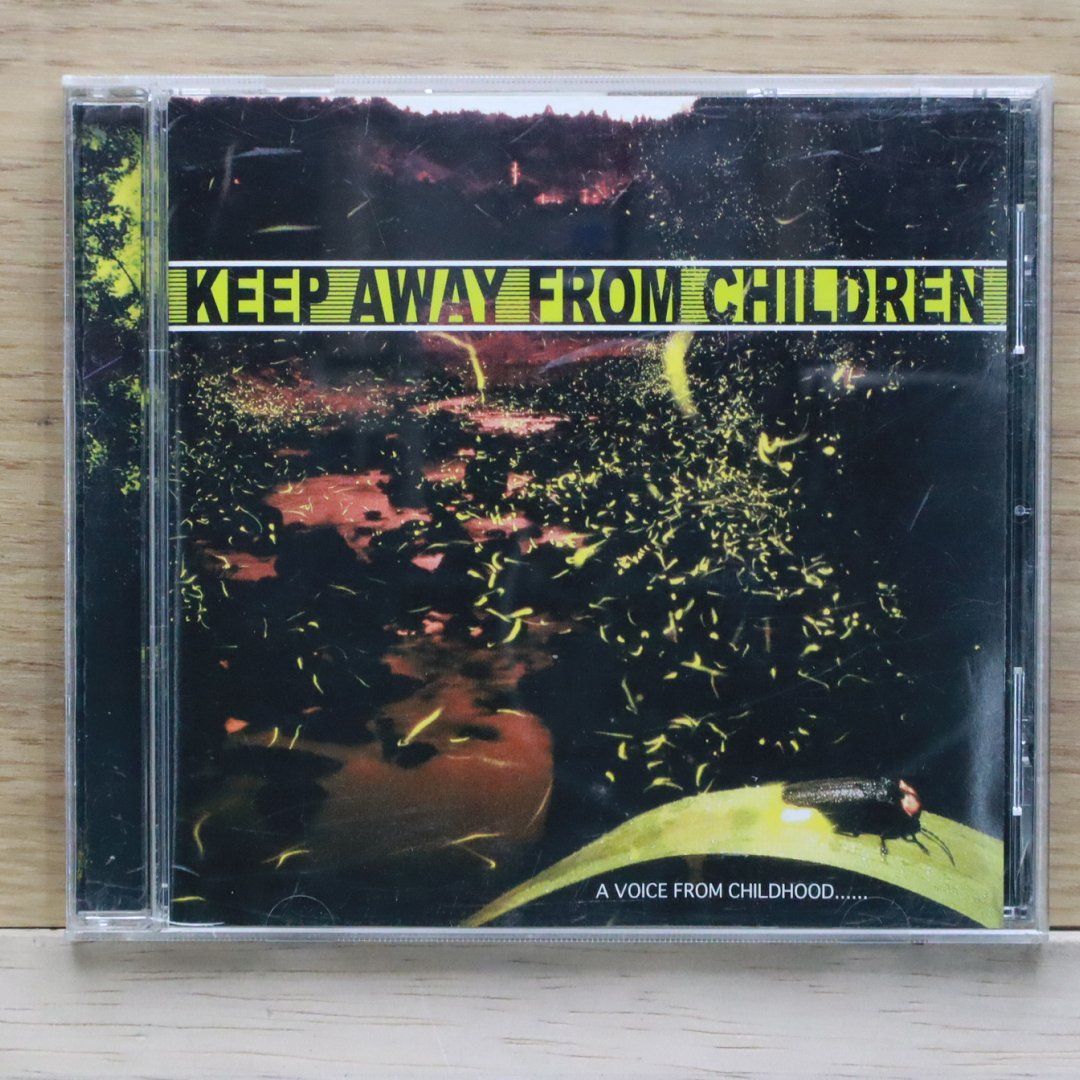 KEEP AWAY FROM CHILDREN
A VOICE FROM CHILDHOOD......